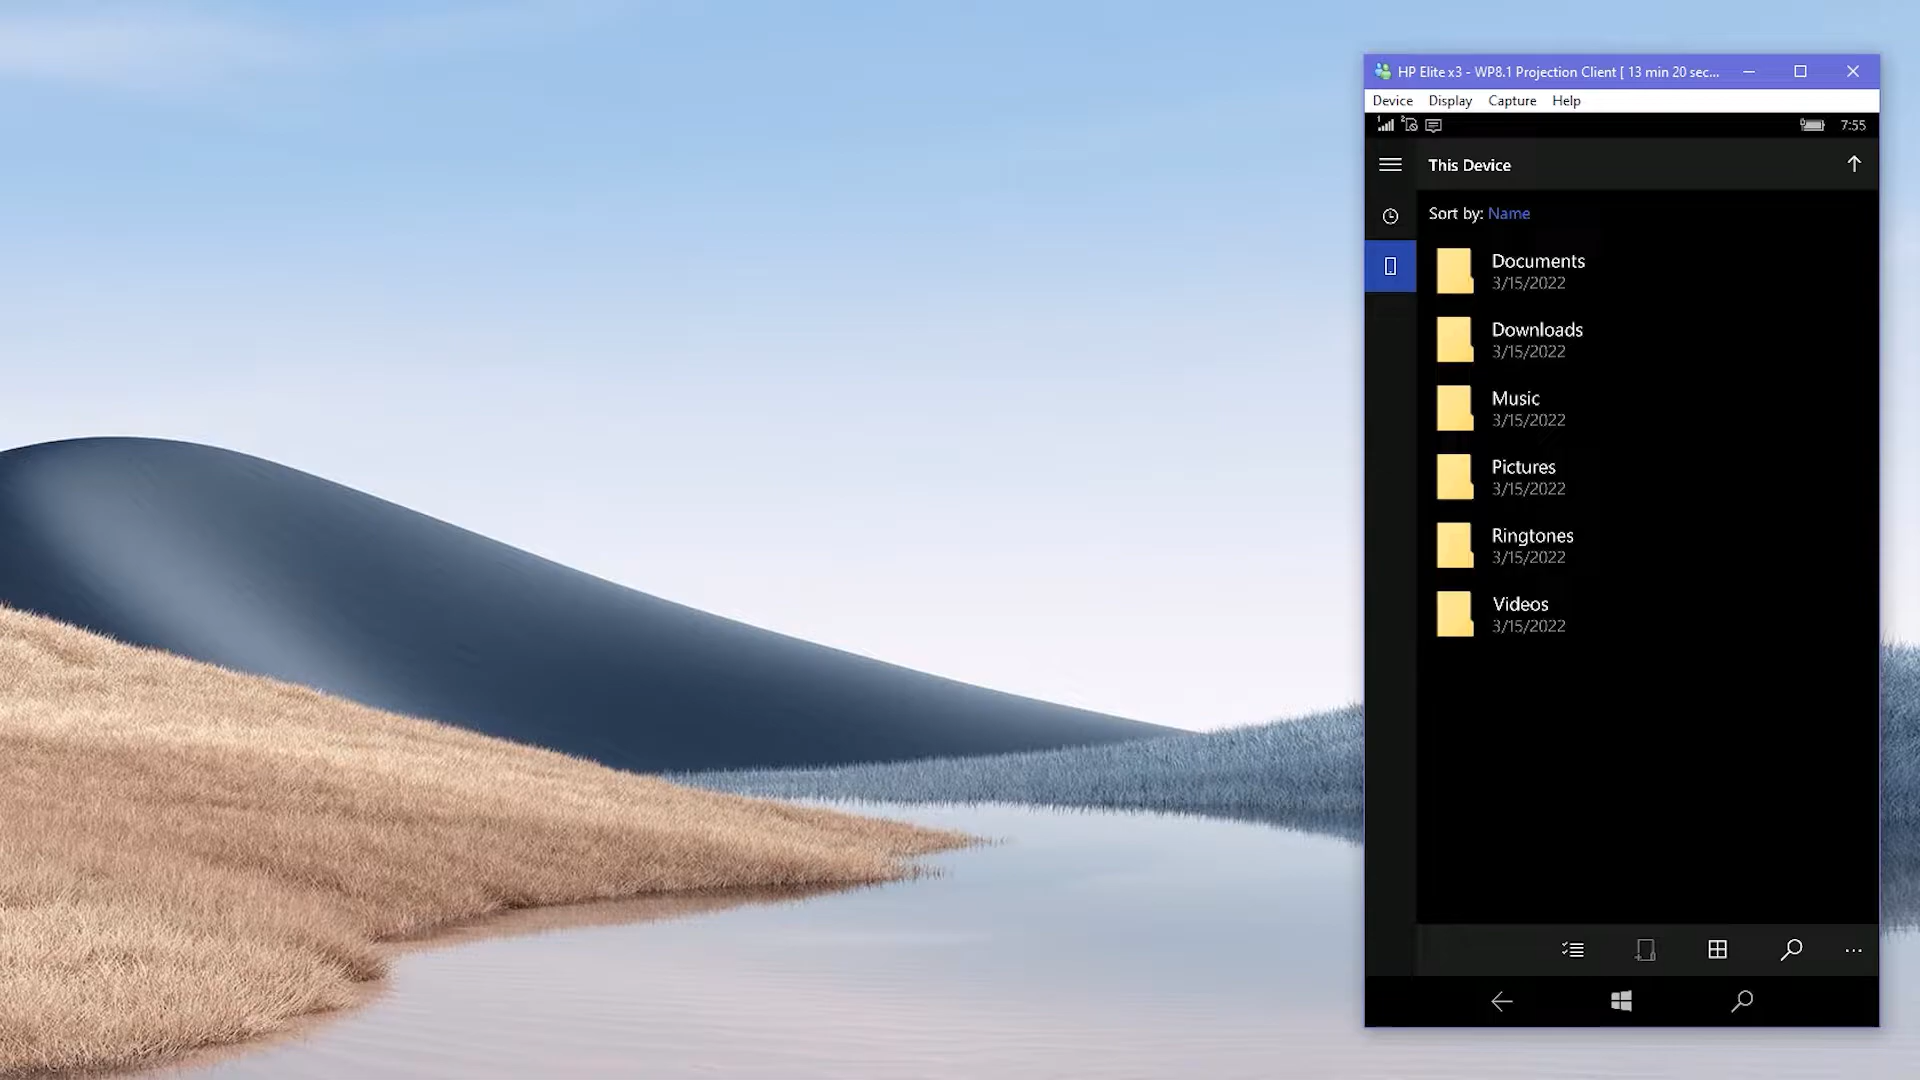 HP Elite x3 - WP8.1 Projection Client [ 13 min 20 sec...
Device Display Capture Help
1 2 7:55
This Device
Sort by: Name
Documents
3/15/2022
Downloads
3/15/2022
Music
3/15/2022
Pictures
3/15/2022
Ringtones
3/15/2022
Videos
3/15/2022